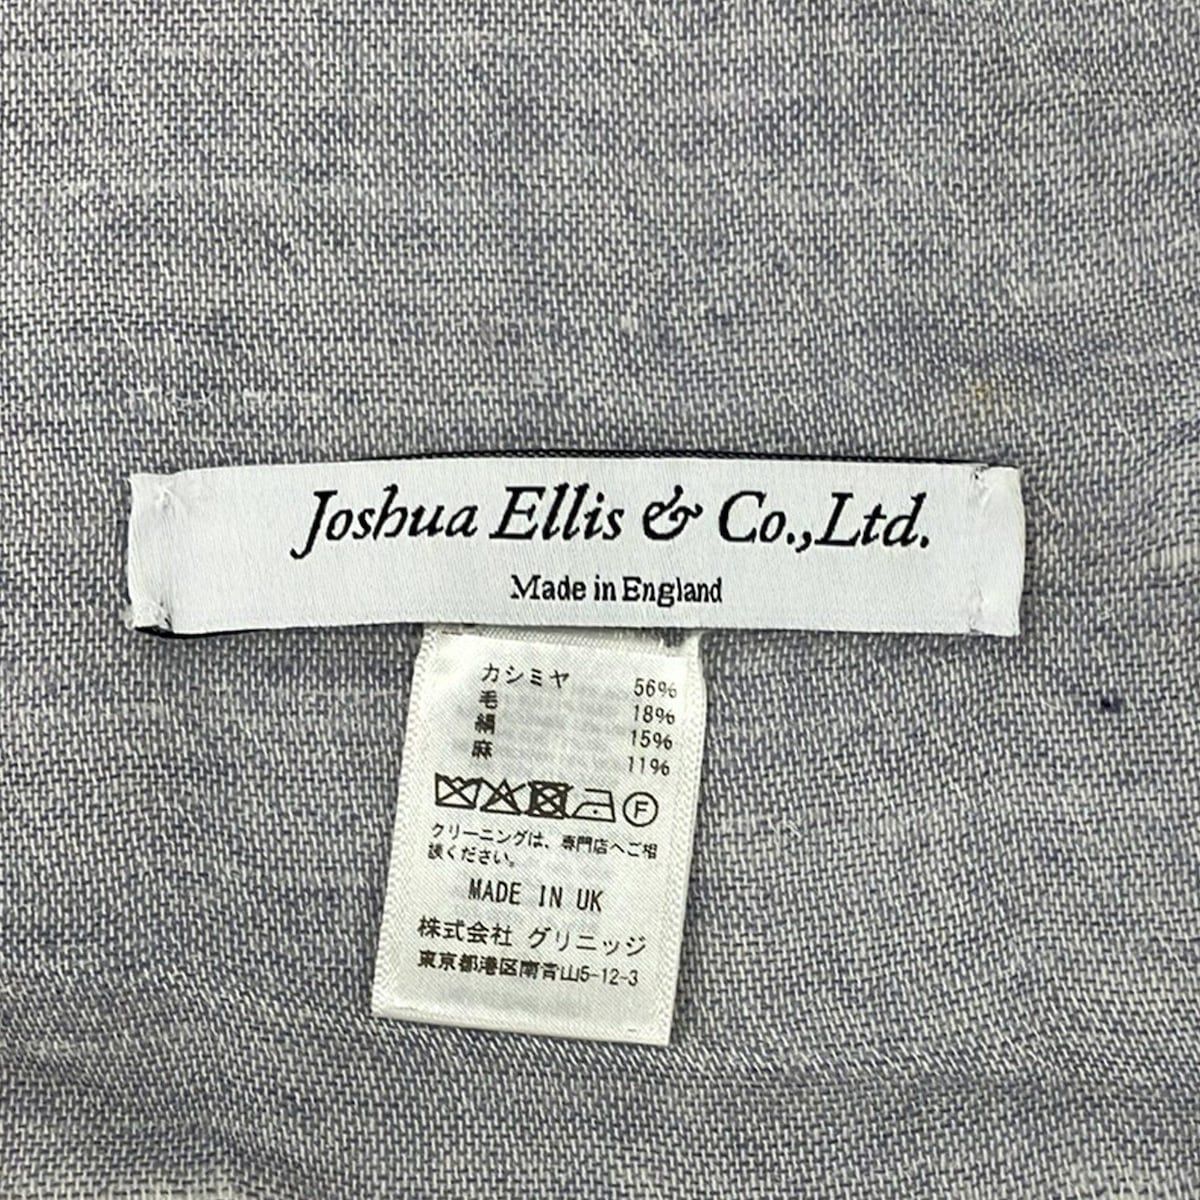 Joshua Ellis & Co.,Ltd.
Made in England
カシミヤ 56%
毛 18%
絹 15%
麻 11%
F
クリーニングは、専門店へご相
談ください。
MADE IN UK
株式会社 グリニッジ
東京都港区南青山5-12-3